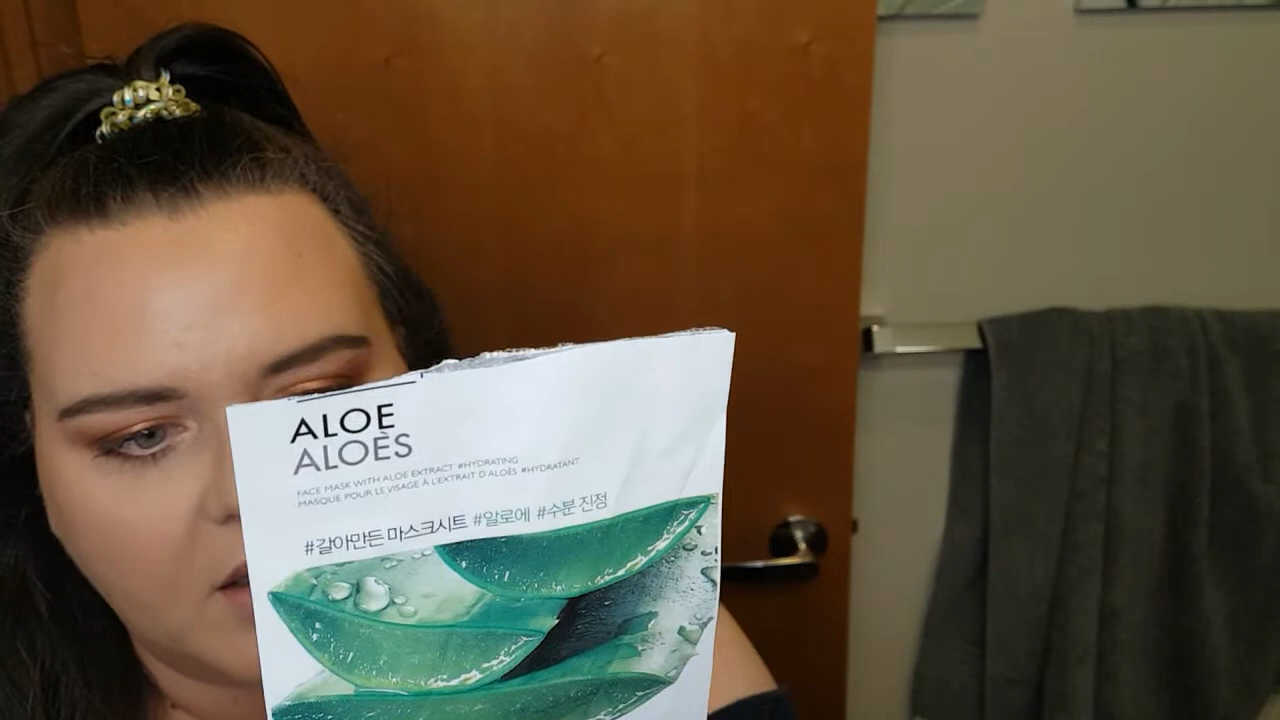 ALOE
ALOÈS
FACE MASK WITH ALOE EXTRACT #HYDRATING
MASQUE POUR LE VISAGE À L'EXTRAIT D'ALOÈS #HYDRATANT
#갈아만든 마스크시트 #알로에 #수분 진정